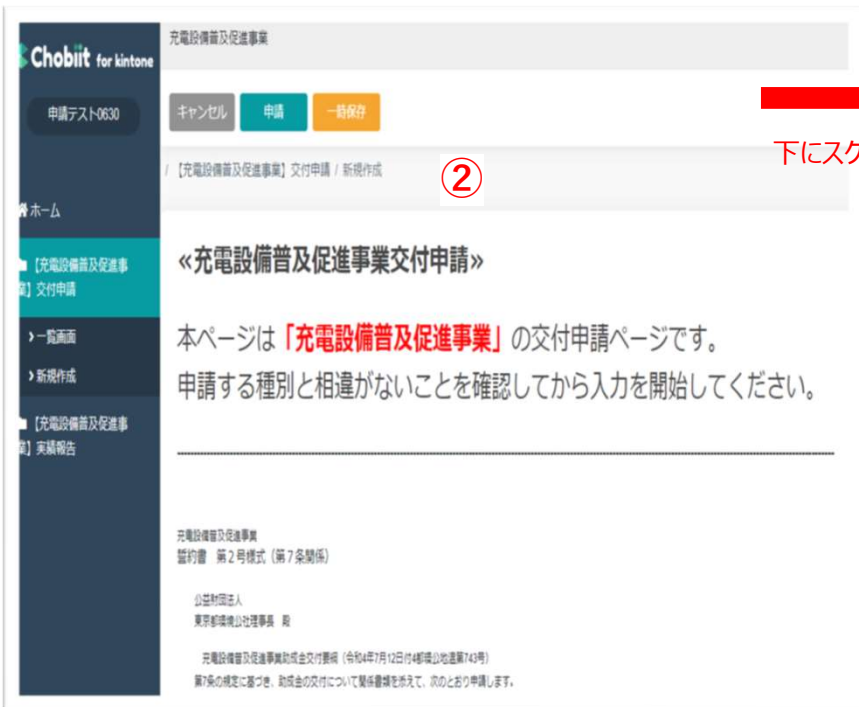 充電設備普及促進事業
Chobiit for kintone
申請テスト0630
キャンセル
申請
一時保存
下にスク
/ 【充電設備普及促進事業】交付申請 / 新規作成
②
ホーム
【充電設備普及促進事
業】交付申請
›一覧画面
›新規作成
【充電設備普及促進事
業】実績報告
≪充電設備普及促進事業交付申請≫
本ページは「充電設備普及促進事業」の交付申請ページです。
申請する種別と相違がないことを確認してから入力を開始してください。
充電設備普及促進事業
誓約書 第2号様式（第7条関係）
公益財団法人
東京都環境公社理事長 殿
充電設備普及促進事業助成金交付要綱（令和4年7月12日付4都環公地温第743号）
第7条の規定に基づき、助成金の交付について関係書類を添えて、次のとおり申請します。